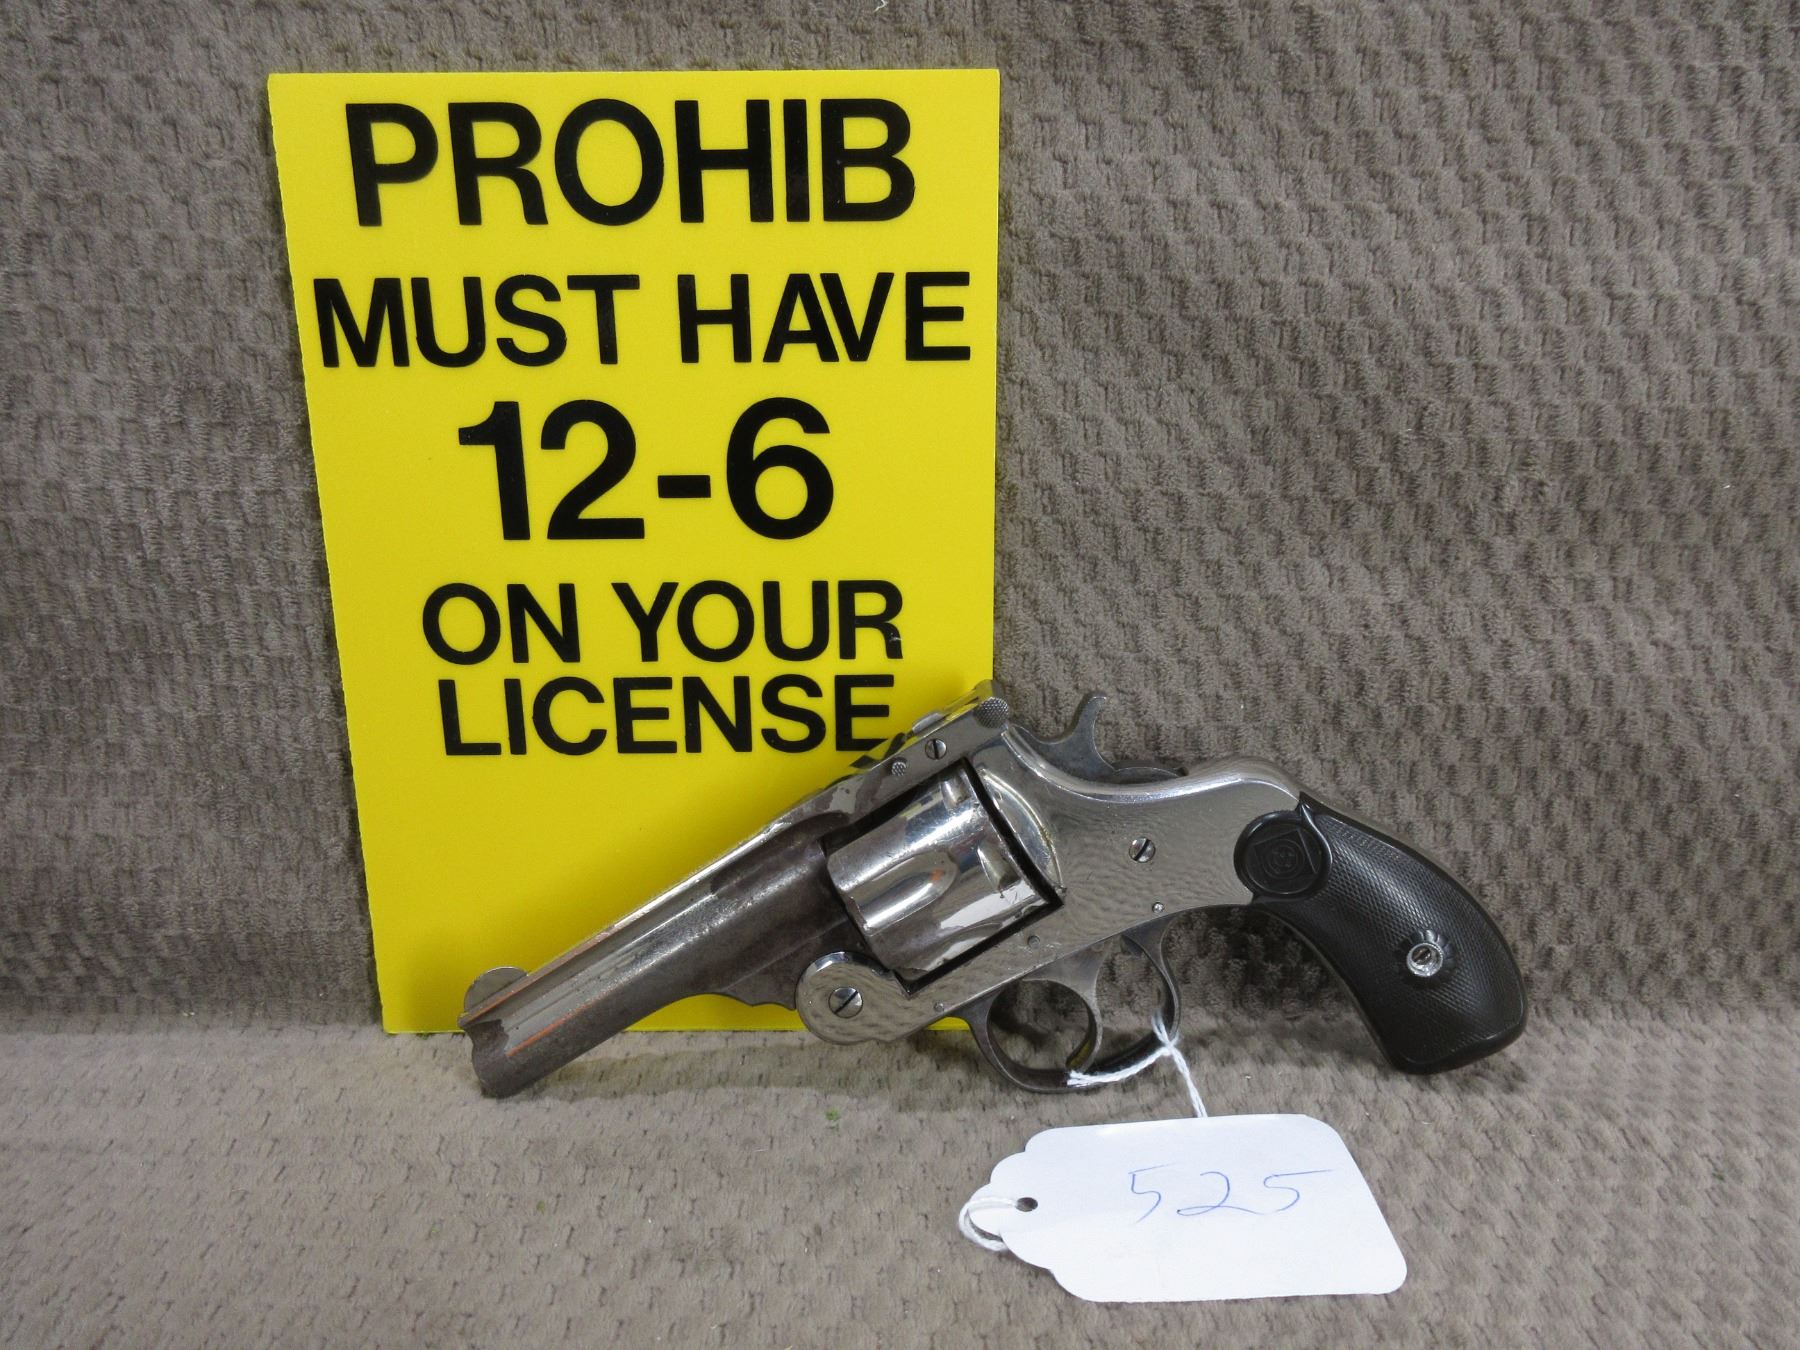 PROHIB
MUST HAVE
12-6
ON YOUR
LICENSE
525